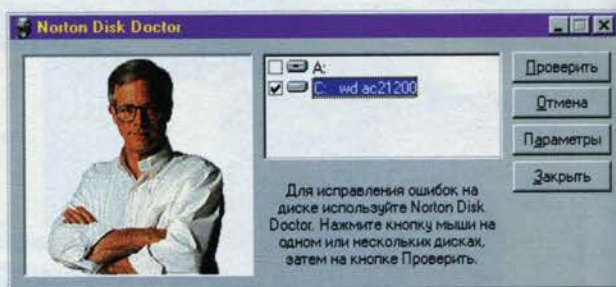 Norton Disk Doctor
A:
C: wd ac21200
Проверить
Отмена
Параметры
Закрыть
Для исправления ошибок на
диске используйте Norton Disk
Doctor. Нажмите кнопку мыши на
одном или нескольких дисках,
затем на кнопке Проверить.